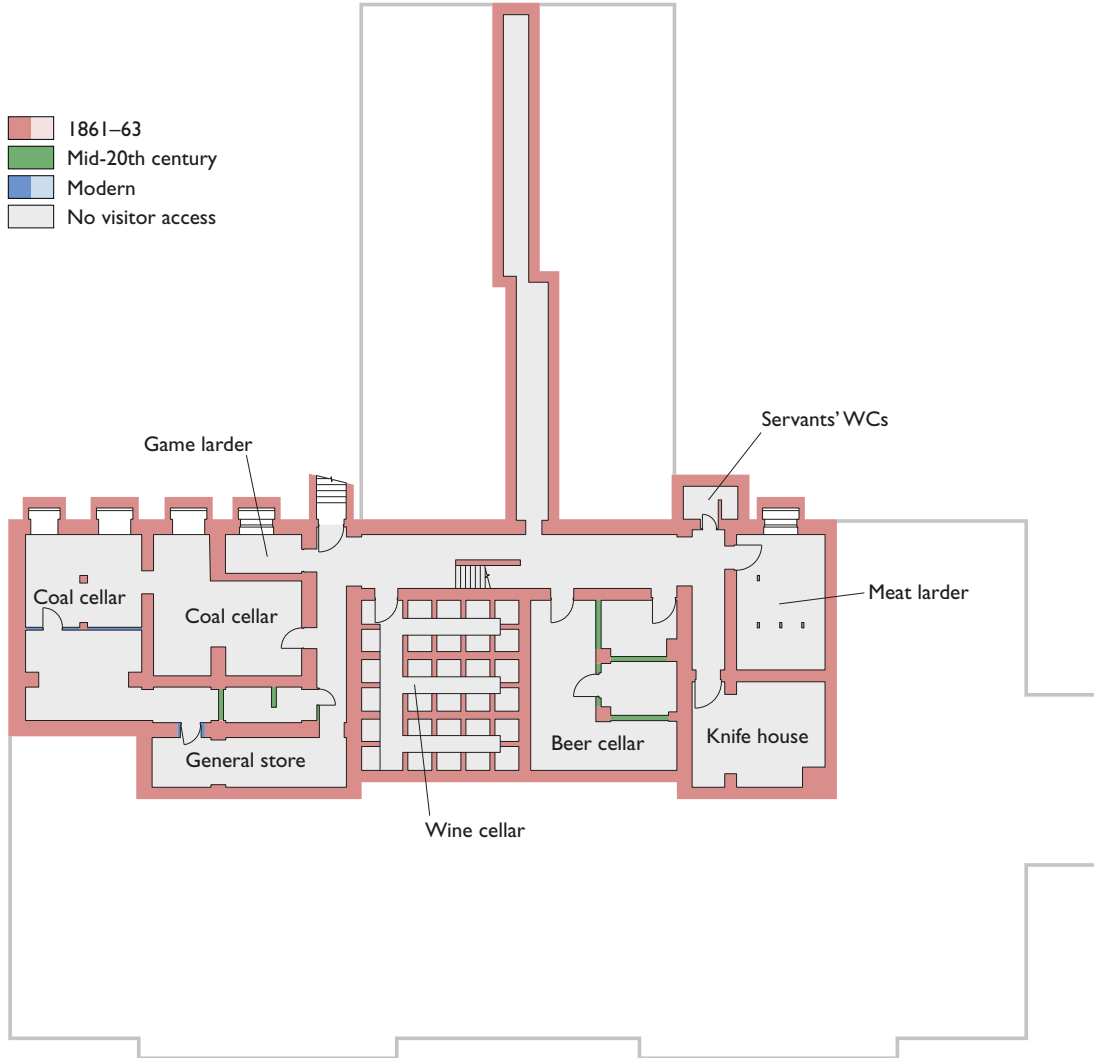 1861–63
Mid-20th century
Modern
No visitor access
Servants’ WCs
Game larder
Meat larder
Coal cellar
Coal cellar
Knife house
Beer cellar
General store
Wine cellar